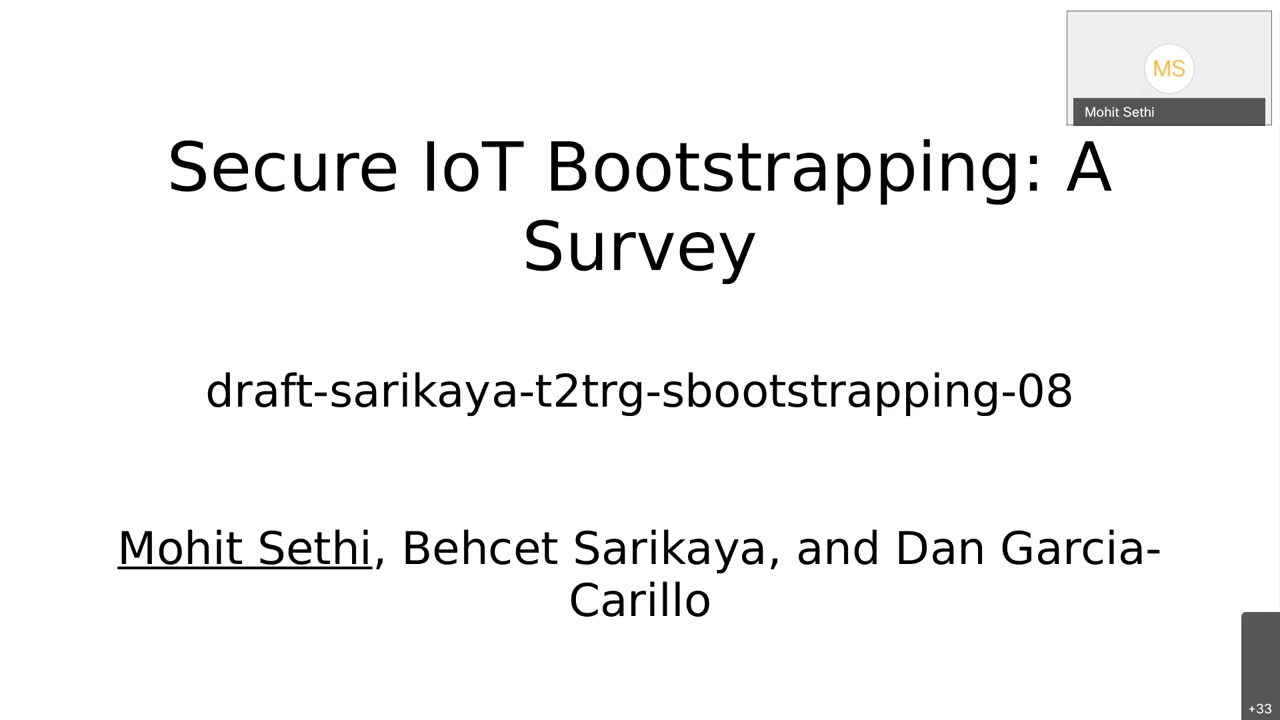 MS
Mohit Sethi
Secure IoT Bootstrapping: A
Survey
draft-sarikaya-t2trg-sbootstrapping-08
Mohit Sethi, Behcet Sarikaya, and Dan Garcia-
Carillo
+33